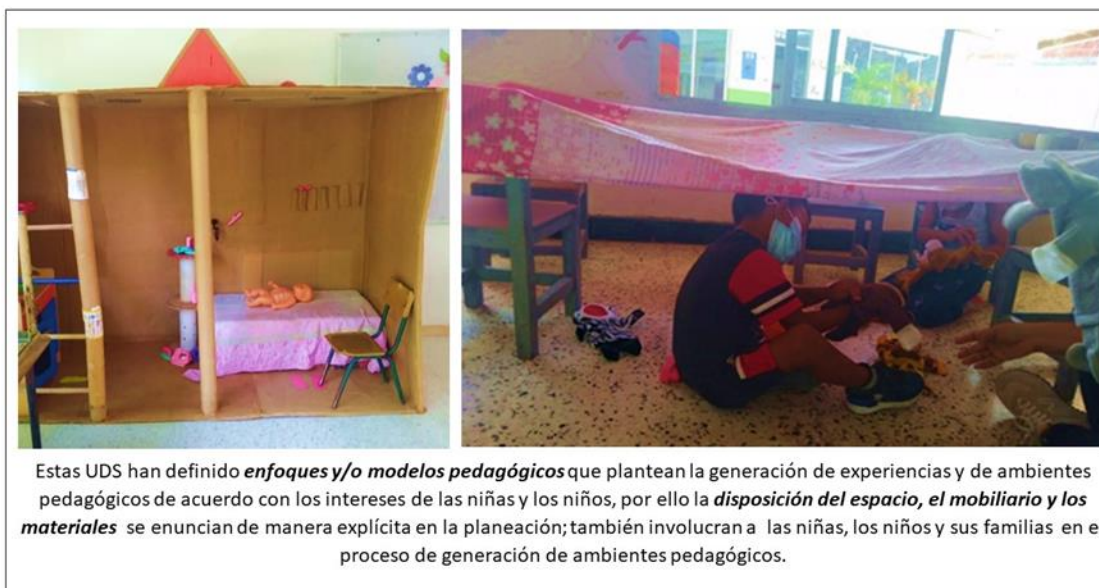 Estas UDS han definido enfoques y/o modelos pedagógicos que plantean la generación de experiencias y de ambientes
pedagógicos de acuerdo con los intereses de las niñas y los niños, por ello la disposición del espacio, el mobiliario y los
materiales se enuncian de manera explícita en la planeación; también involucran a las niñas, los niños y sus familias en e
proceso de generación de ambientes pedagógicos.